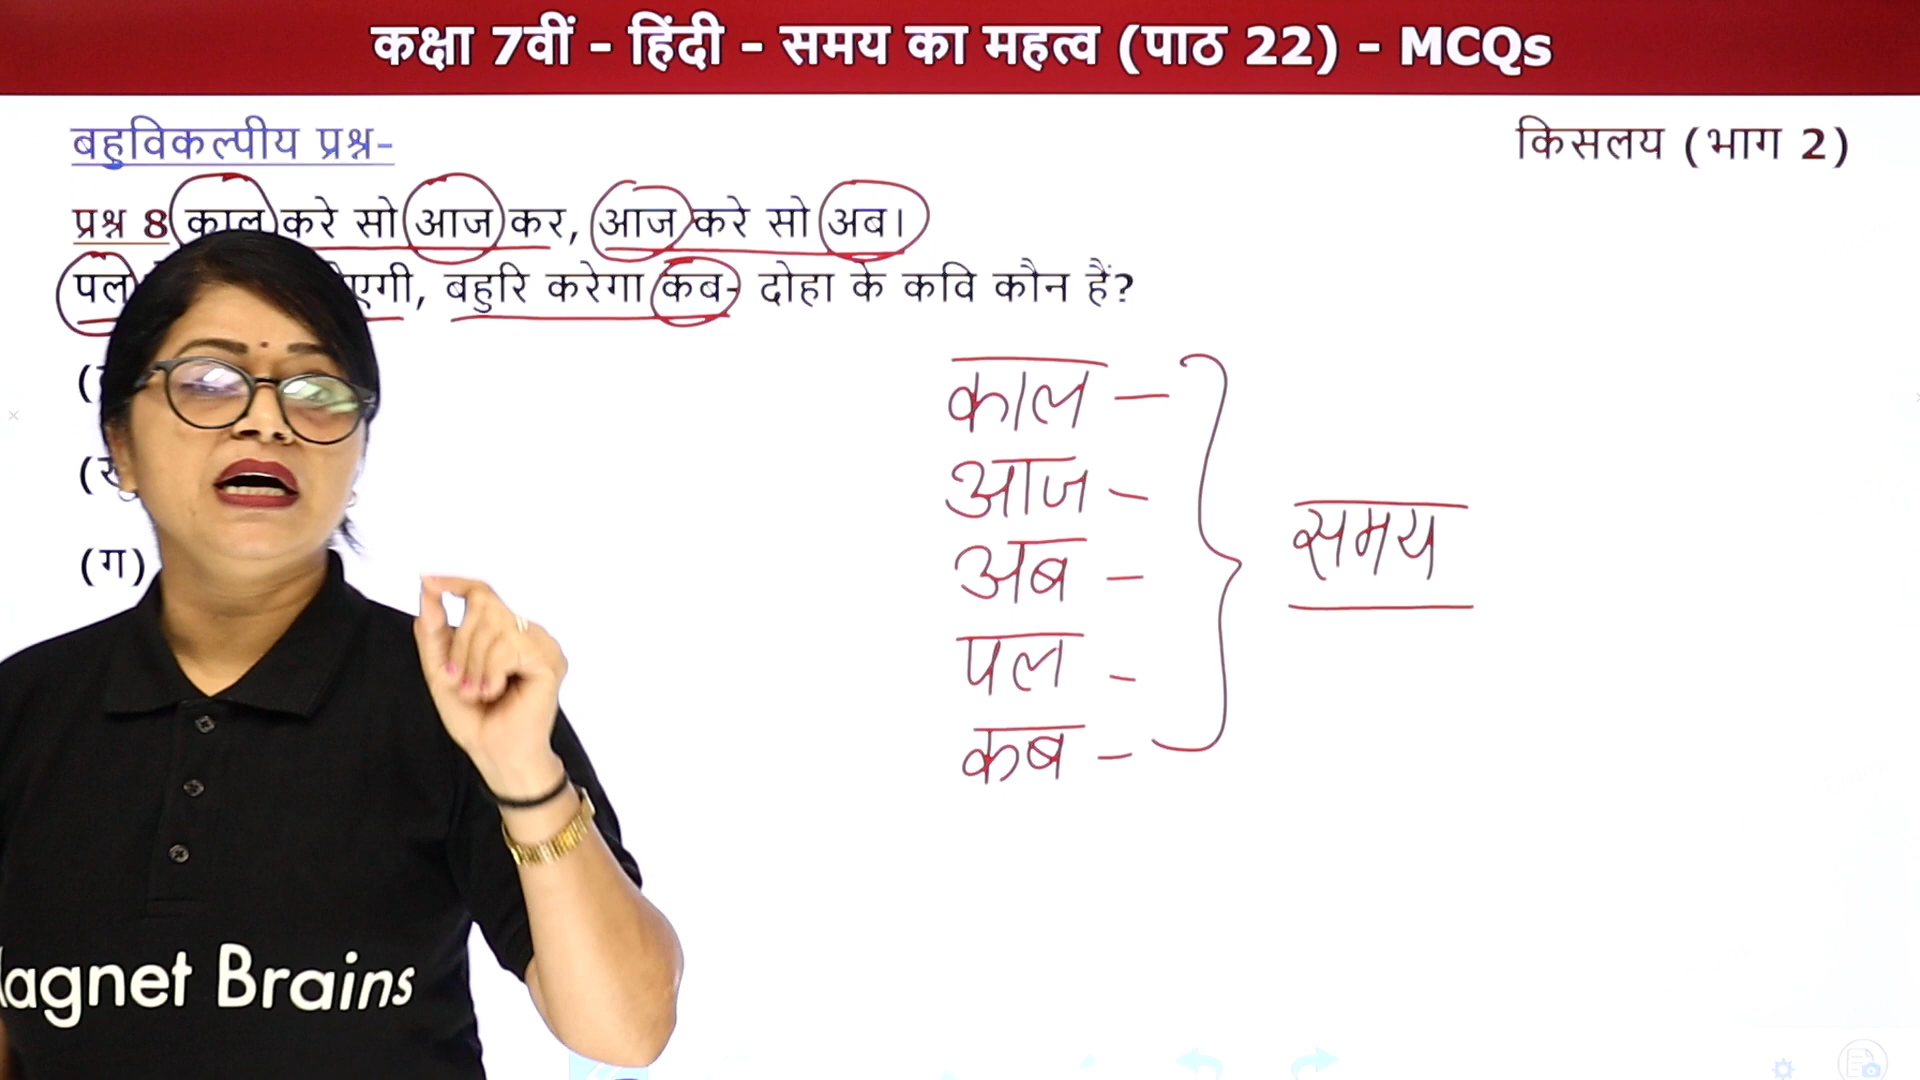 कक्षा 7वीं - हिंदी - समय का महत्व (पाठ 22) - MCQs
बहुविकल्पीय प्रश्न-
किसलय (भाग 2)
प्रश्न 8 काल करे सो आज कर, आज करे सो अब।
पल एगी, बहुरि करेगा कब- दोहा के कवि कौन हैं?
(ग)
काल -
आज -
अब -
पल -
कब -
समय
agnet Brains